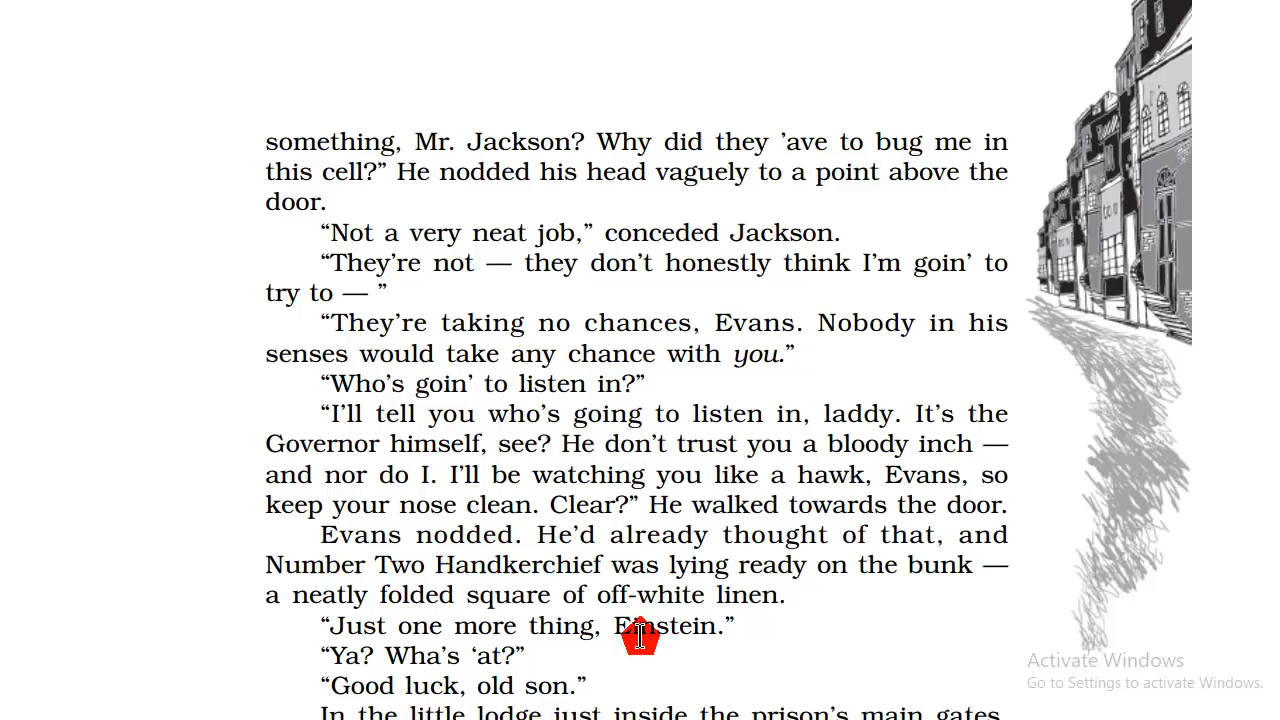 something, Mr. Jackson? Why did they ’ave to bug me in
this cell?” He nodded his head vaguely to a point above the
door.
“Not a very neat job,” conceded Jackson.
“They’re not — they don’t honestly think I’m goin’ to
try to — ”
“They’re taking no chances, Evans. Nobody in his
senses would take any chance with you.”
“Who’s goin’ to listen in?”
“I’ll tell you who’s going to listen in, laddy. It’s the
Governor himself, see? He don’t trust you a bloody inch —
and nor do I. I’ll be watching you like a hawk, Evans, so
keep your nose clean. Clear?” He walked towards the door.
Evans nodded. He’d already thought of that, and
Number Two Handkerchief was lying ready on the bunk —
a neatly folded square of off-white linen.
“Just one more thing, Einstein.”
“Ya? Wha’s ‘at?”
“Good luck, old son.”
In the little lodge just inside the prison’s main gates,
Activate Windows
Go to Settings to activate Windows.